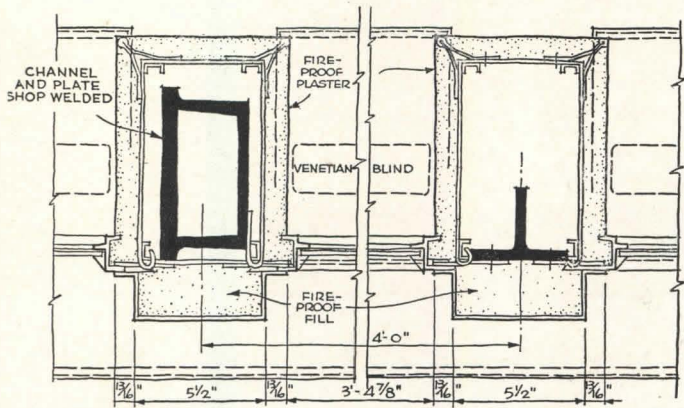 CHANNEL
AND PLATE
SHOP WELDED
FIRE-
PROOF
PLASTER
VENETIAN BLIND
FIRE-
PROOF
FILL
4'-0"
13/16" 5 1/2" 13/16" 3'-4 7/8" 13/16" 5 1/2" 13/16"